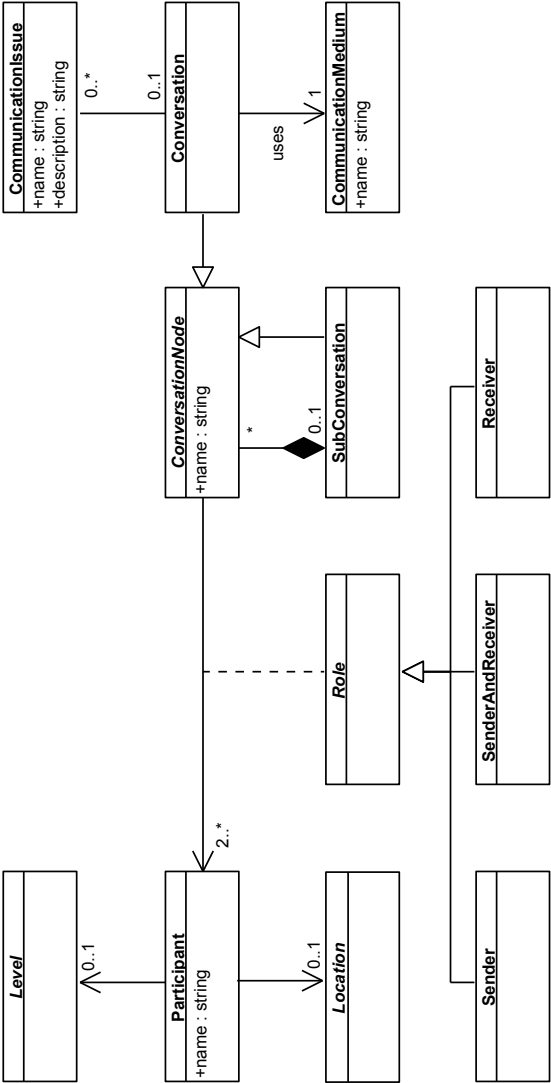 Level
0..1
Participant
+name : string
0..1
Location
Sender
2..*
Role
SenderAndReceiver
ConversationNode
+name : string
*
0..1
SubConversation
Receiver
CommunicationIssue
+name : string
+description : string
0..*
0..1
Conversation
uses
1
CommunicationMedium
+name : string